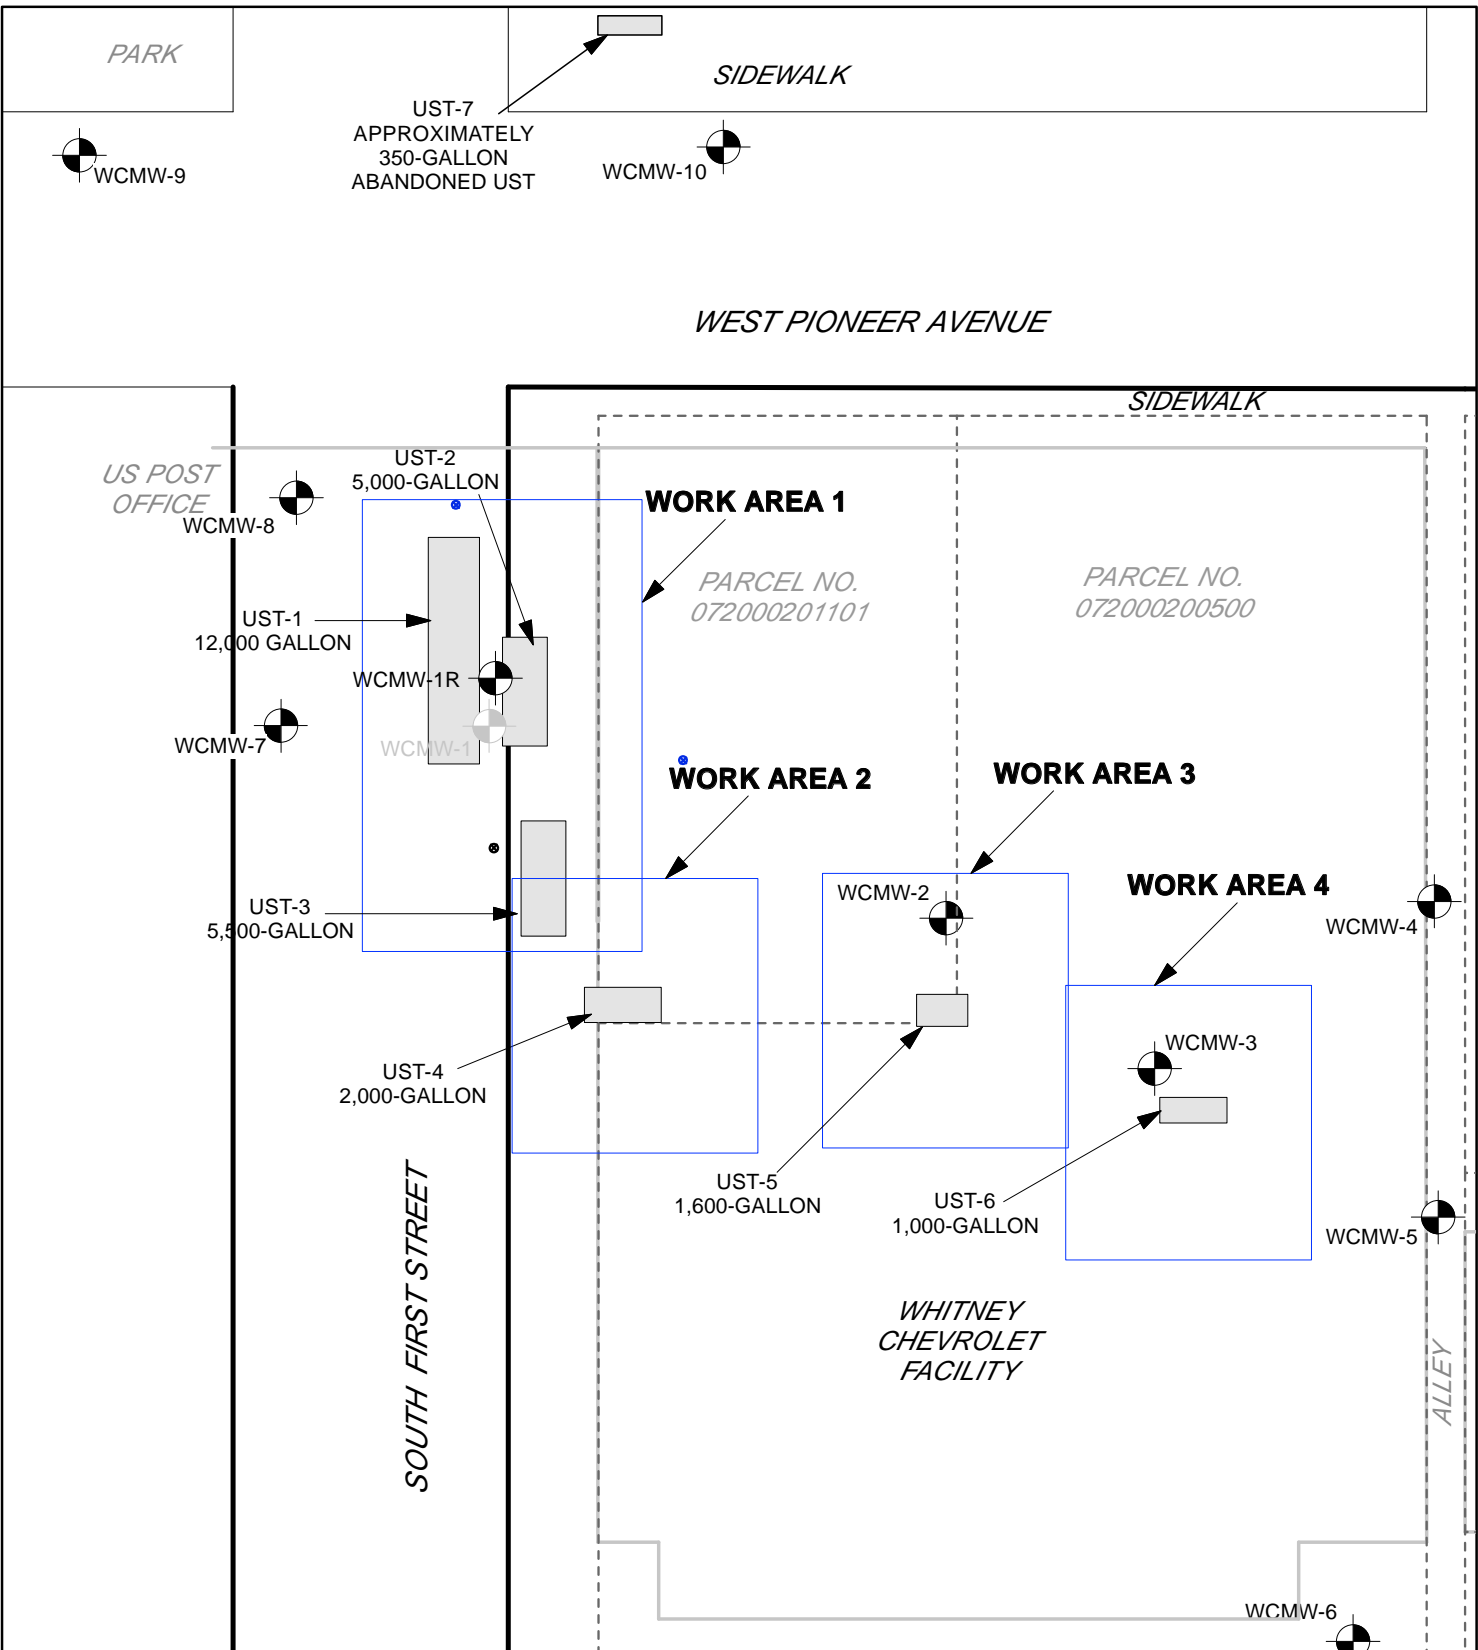 PARK
SIDEWALK
UST-7
APPROXIMATELY
350-GALLON
ABANDONED UST
WCMW-9
WCMW-10
WEST PIONEER AVENUE
SIDEWALK
US POST
OFFICE
WCMW-8
UST-2
5,000-GALLON
WORK AREA 1
PARCEL NO.
072000201101
PARCEL NO.
072000200500
UST-1
12,000 GALLON
WCMW-1R
WCMW-7
WCMW-1
WORK AREA 2
WORK AREA 3
WORK AREA 4
WCMW-2
WCMW-4
UST-3
5,500-GALLON
WCMW-3
UST-4
2,000-GALLON
UST-5
1,600-GALLON
UST-6
1,000-GALLON
WCMW-5
SOUTH FIRST STREET
WHITNEY
CHEVROLET
FACILITY
ALLEY
WCMW-6